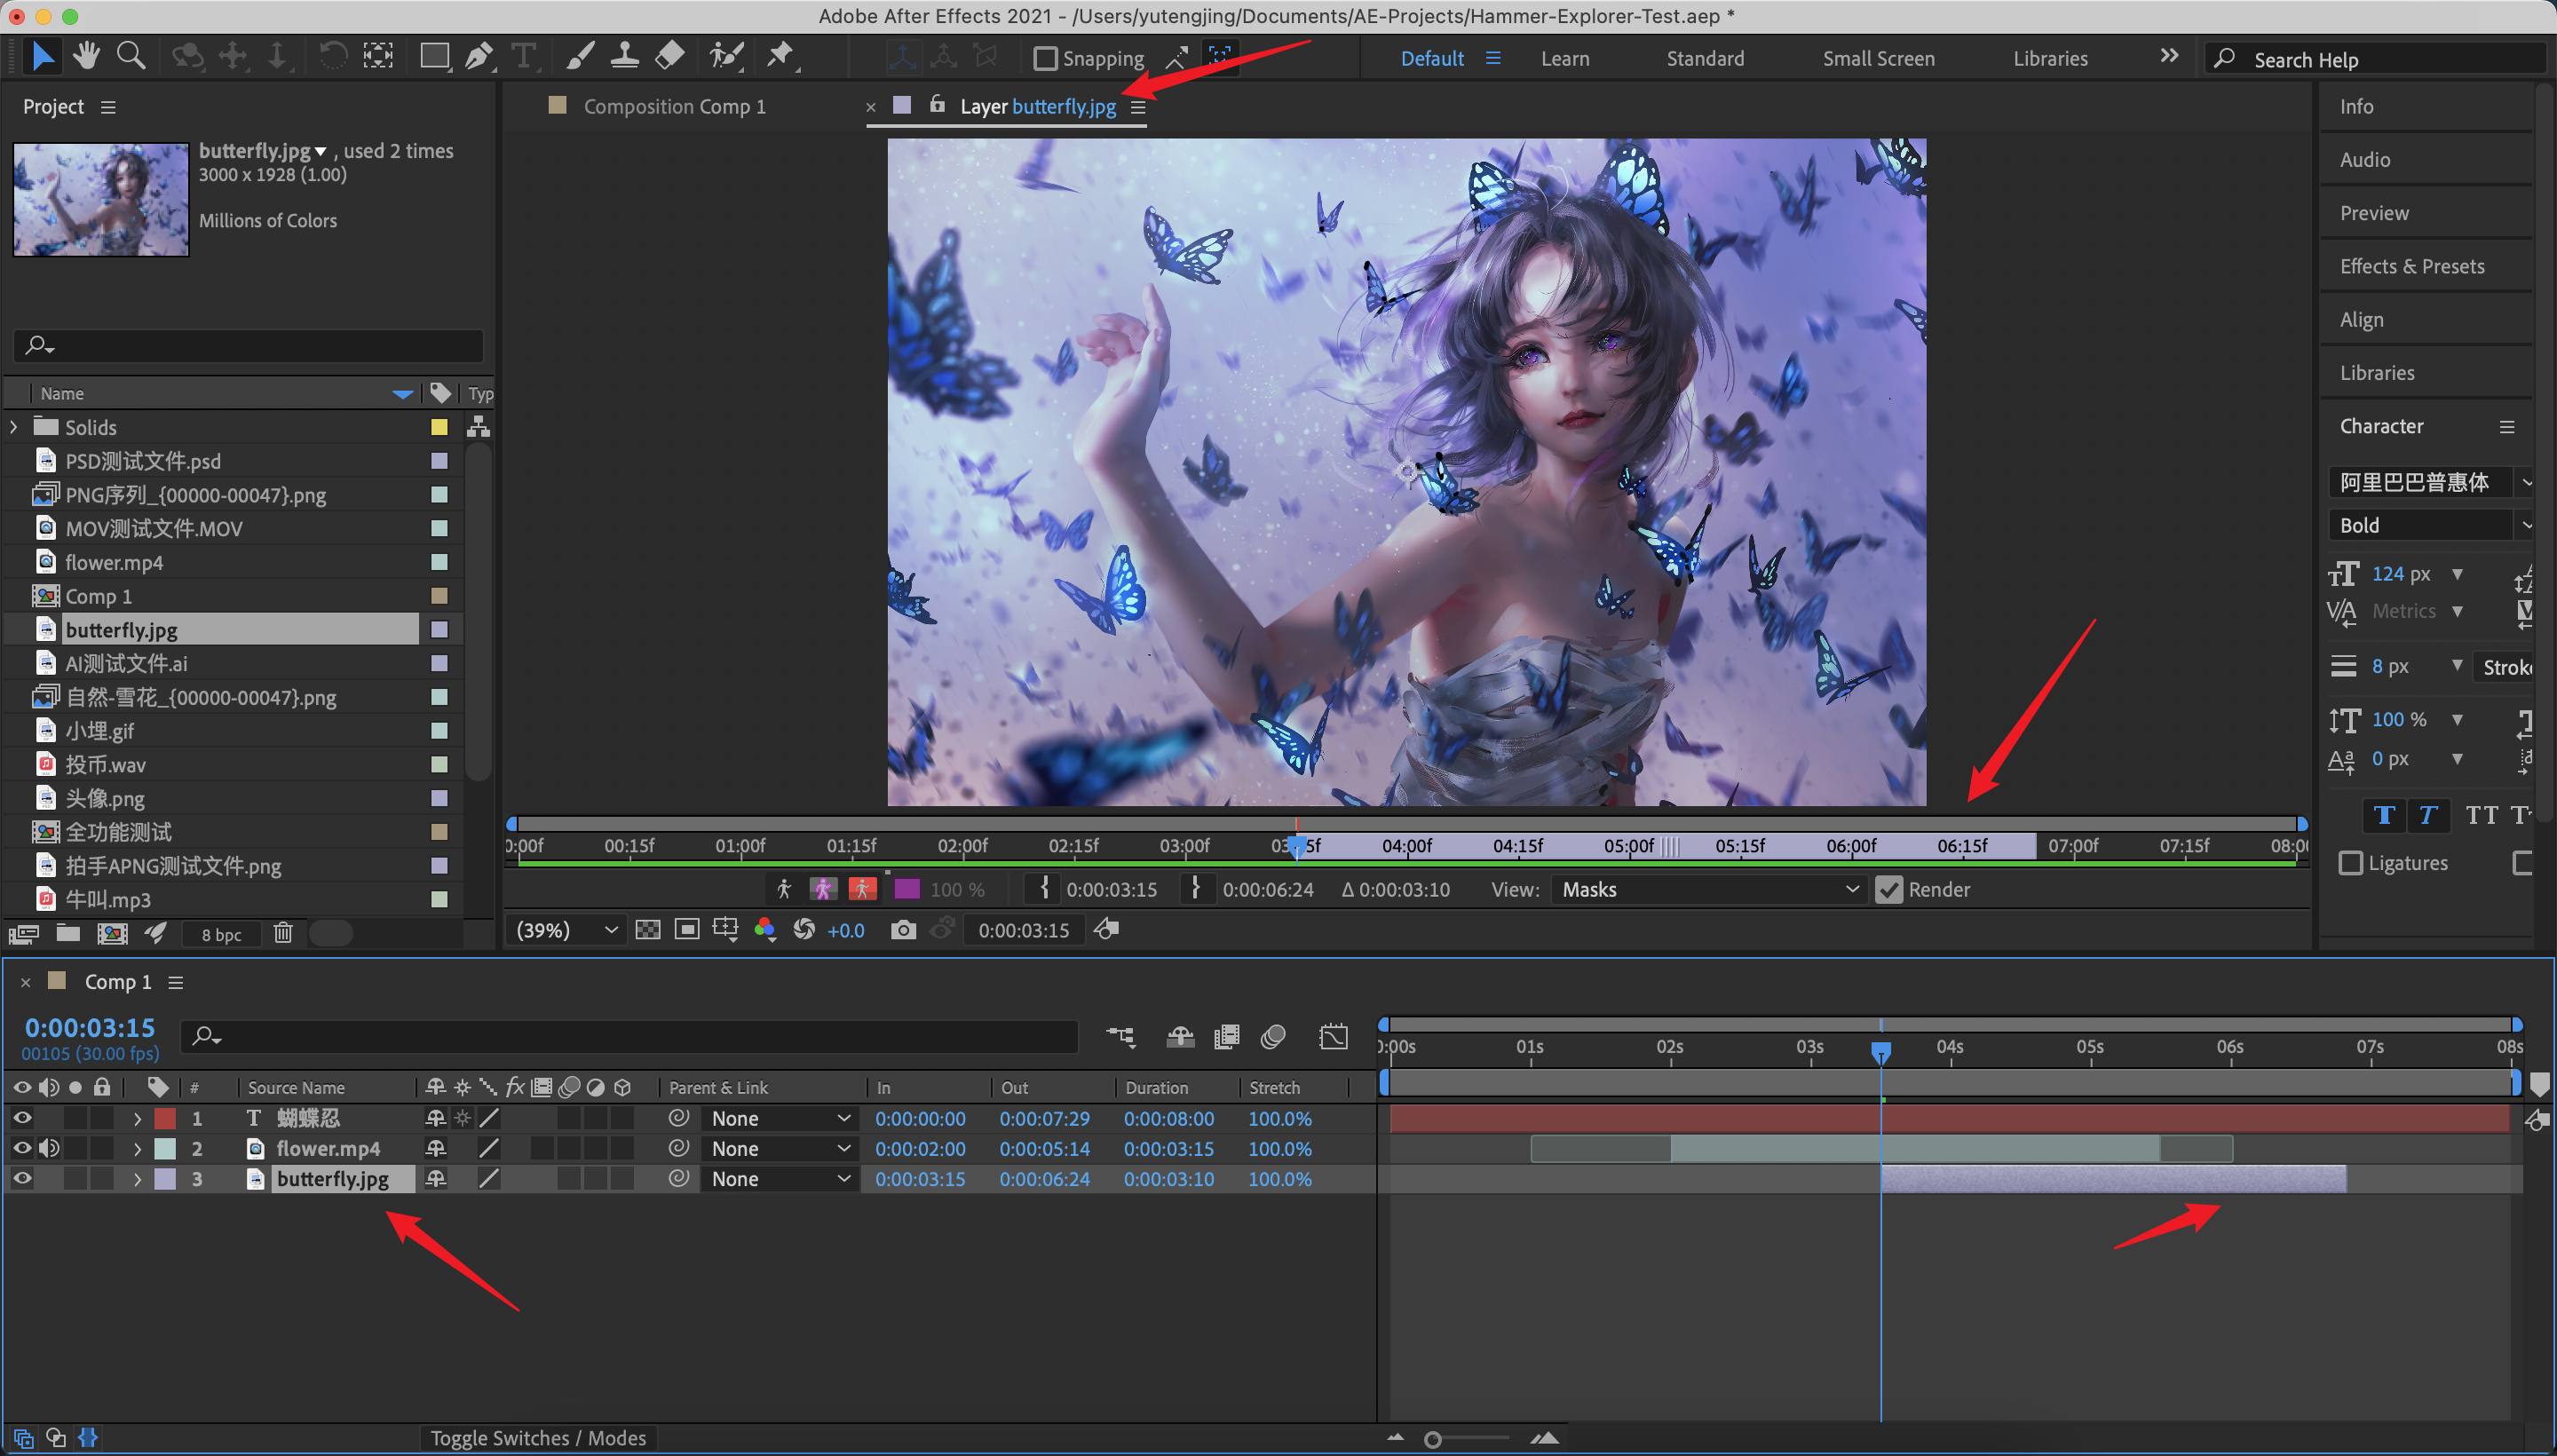 Adobe After Effects 2021 - /Users/yutengjing/Documents/AE-Projects/Hammer-Explorer-Test.aep *
Snapping
Default
Learn
Standard
Small Screen
Libraries
Search Help
Project
butterfly.jpg , used 2 times
3000 x 1928 (1.00)
Millions of Colors
Name
Typ
Solids
PSD测试文件.psd
PNG序列_{00000-00047}.png
MOV测试文件.MOV
flower.mp4
Comp 1
butterfly.jpg
AI测试文件.ai
自然-雪花_{00000-00047}.png
小埋.gif
投币.wav
头像.png
全功能测试
拍手APNG测试文件.png
牛叫.mp3
8 bpc
Composition Comp 1
Layer butterfly.jpg
0:00f 00:15f 01:00f 01:15f 02:00f 02:15f 03:00f 04:00f 04:15f 05:00f 05:15f 06:00f 06:15f 07:00f 07:15f 08:00
100 %
0:00:03:15
0:00:06:24
Δ 0:00:03:10
View: Masks
Render
(39%)
+0.0
0:00:03:15
Info
Audio
Preview
Effects & Presets
Align
Libraries
Character
阿里巴巴普惠体
Bold
124 px
Metrics
8 px
Stroke
100 %
0 px
Ligatures
Comp 1
0:00:03:15
00105 (30.00 fps)
0:00s 01s 02s 03s 04s 05s 06s 07s 08s
# Source Name Parent & Link In Out Duration Stretch
1 T 蝴蝶忍 None 0:00:00:00 0:00:07:29 0:00:08:00 100.0%
2 flower.mp4 None 0:00:02:00 0:00:05:14 0:00:03:15 100.0%
3 butterfly.jpg None 0:00:03:15 0:00:06:24 0:00:03:10 100.0%
Toggle Switches / Modes